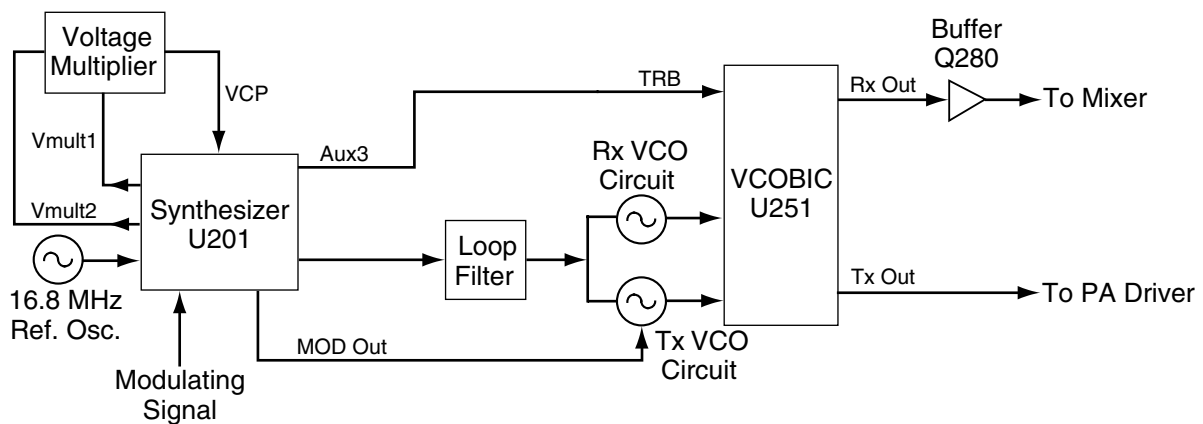 Voltage
Multiplier
VCP
Vmult1
Vmult2
Synthesizer
U201
16.8 MHz
Ref. Osc.
Modulating
Signal
Aux3
TRB
MOD Out
Loop
Filter
Rx VCO
Circuit
Tx VCO
Circuit
VCOBIC
U251
Rx Out
Buffer
Q280
To Mixer
Tx Out
To PA Driver